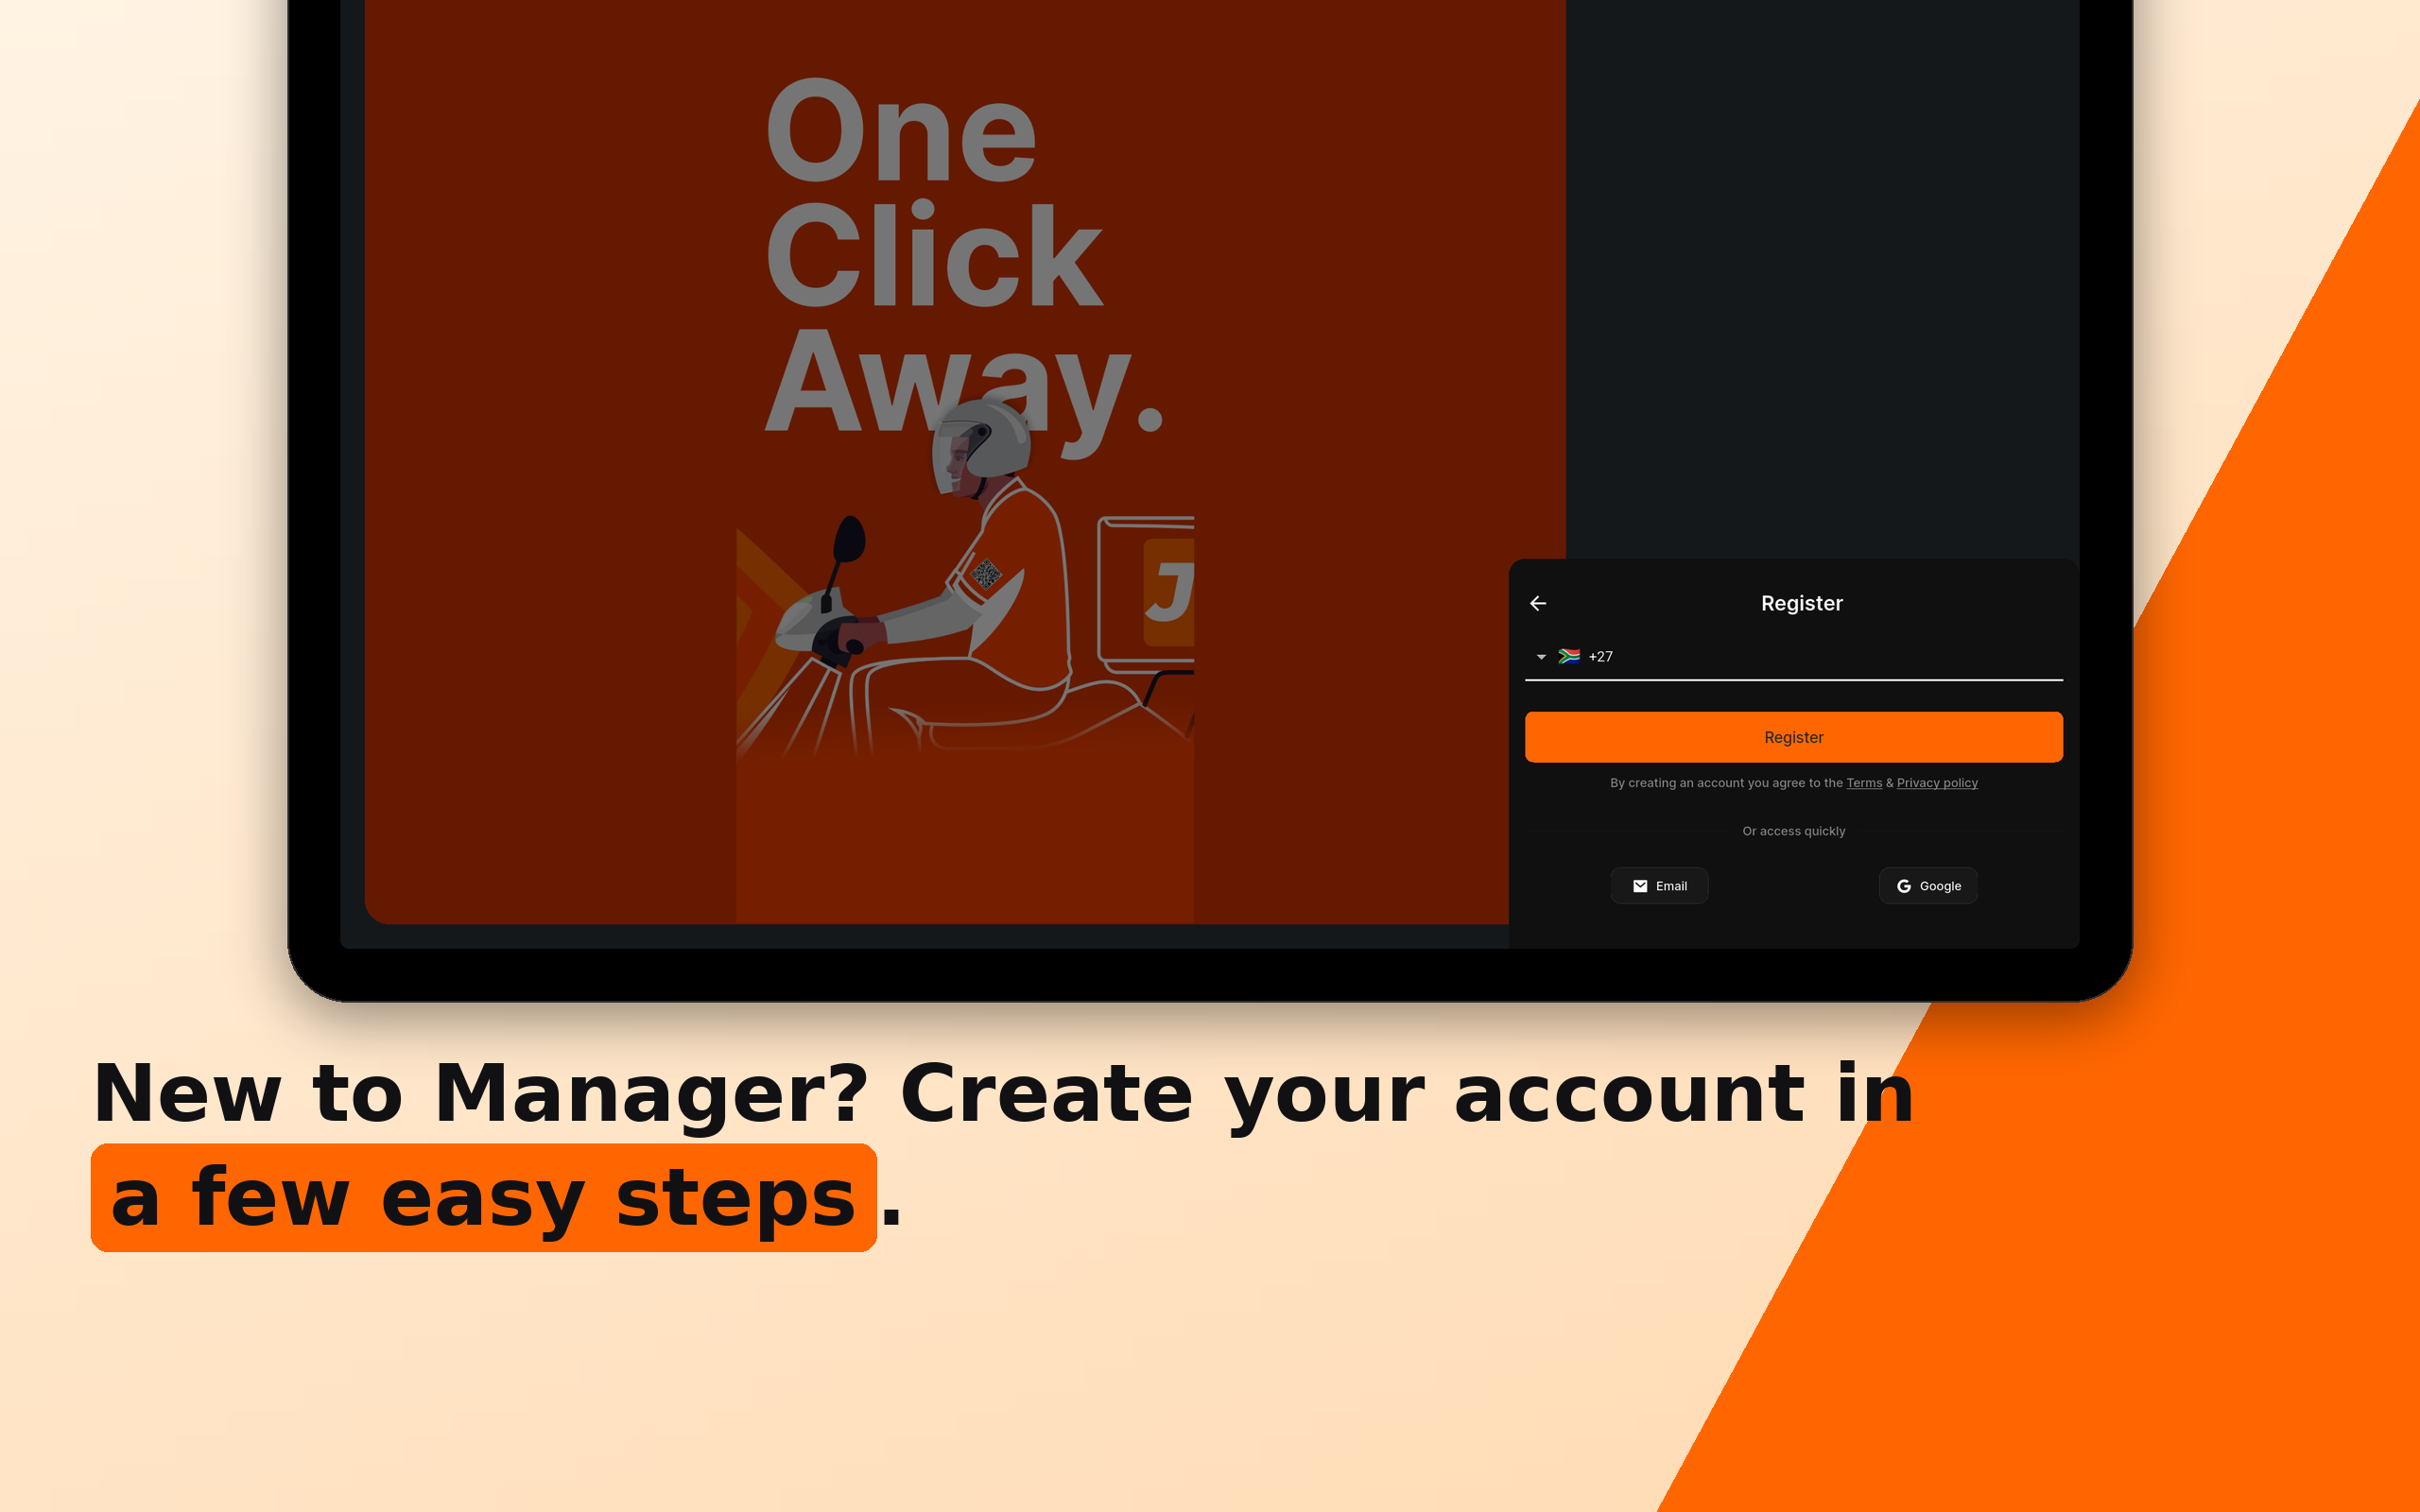 One
Click
Away.
J
Register
+27
Register
By creating an account you agree to the Terms & Privacy policy
Or access quickly
Email
Google
New to Manager? Create your account in
a few easy steps.